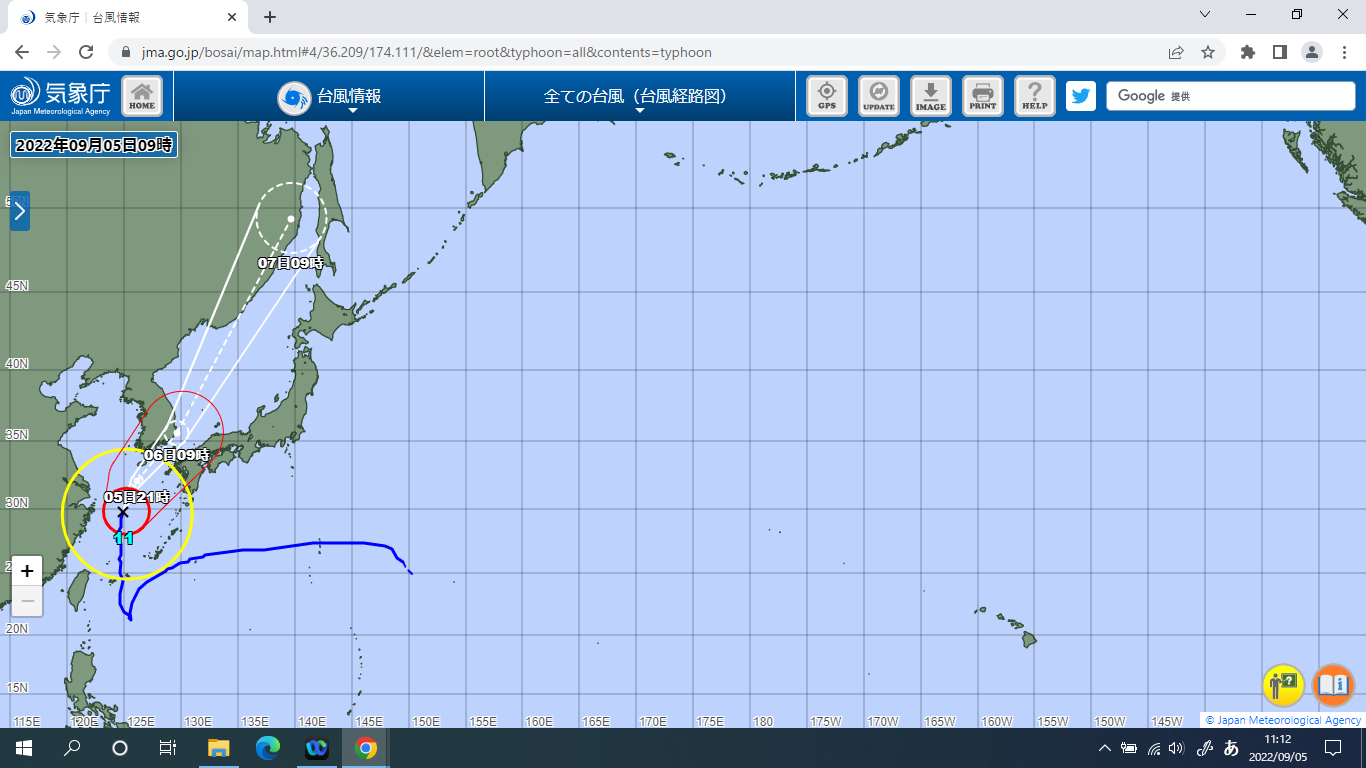 気象庁｜台風情報
jma.go.jp/bosai/map.html#4/36.209/174.111/&elem=root&typhoon=all&contents=typhoon
気象庁
Japan Meteorological Agency
HOME
台風情報
全ての台風（台風経路図）
GPS
UPDATE
IMAGE
PRINT
HELP
Google 提供
2022年09月05日09時
07日09時
45N
40N
35N
06日09時
05日21時
30N
11
+
−
20N
15N
115E 120E 125E 130E 135E 140E 145E 150E 155E 160E 165E 170E 175E 180 175W 170W 165W 160W 155W 150W 145W
© Japan Meteorological Agency
あ
11:12
2022/09/05